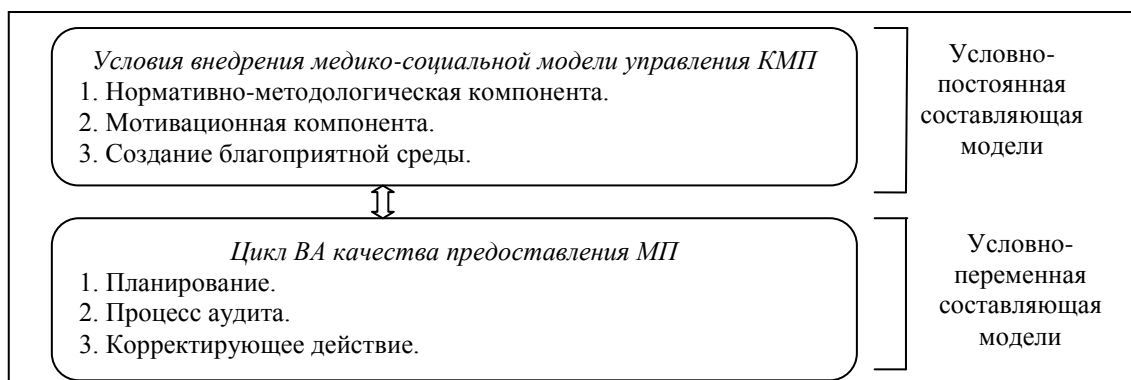 Условия внедрения медико-социальной модели управления КМП
1. Нормативно-методологическая компонента.
2. Мотивационная компонента.
3. Создание благоприятной среды.
Условно-
постоянная
составляющая
модели
Цикл ВА качества предоставления МП
1. Планирование.
2. Процесс аудита.
3. Корректирующее действие.
Условно-
переменная
составляющая
модели